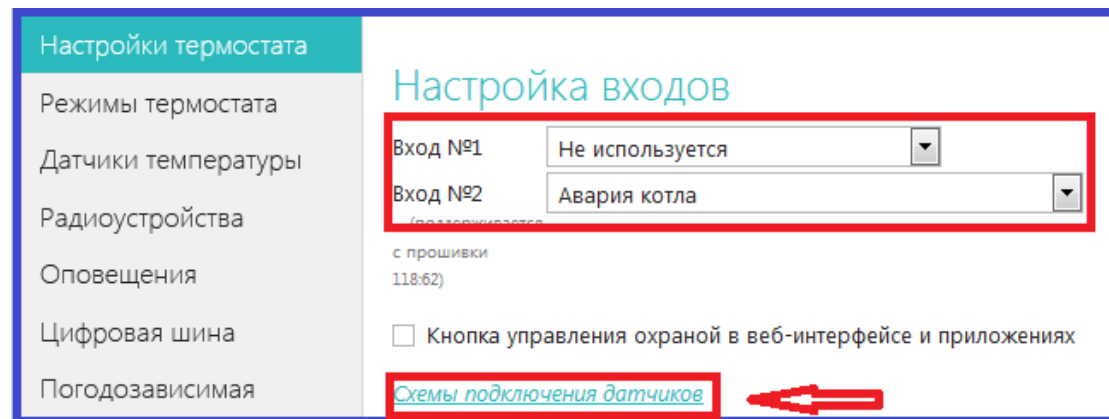 Настройки термостата
Режимы термостата
Датчики температуры
Радиоустройства
Оповещения
Цифровая шина
Погодозависимая
Настройка входов
Вход №1 Не используется
Вход №2 Авария котла
(поддерживается
с прошивки
118:62)
Кнопка управления охраной в веб-интерфейсе и приложениях
Схемы подключения датчиков